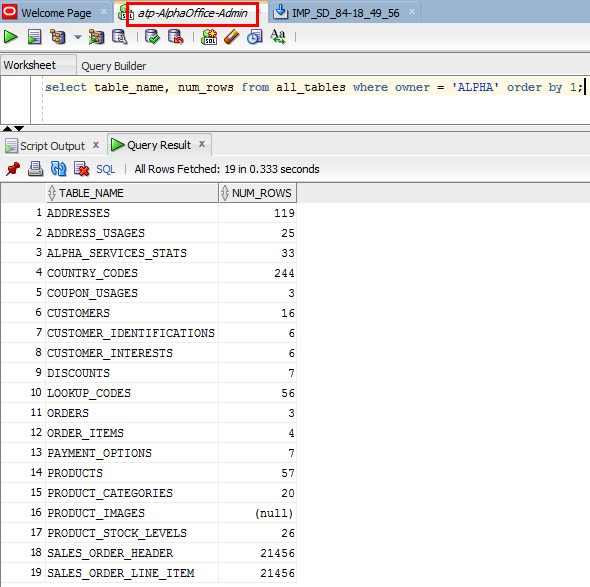 Welcome Page × atp-AlphaOffice-Admin IMP_SD_84-18_49_56 ×
Worksheet Query Builder
select table_name, num_rows from all_tables where owner = 'ALPHA' order by 1;
Script Output × Query Result ×
SQL | All Rows Fetched: 19 in 0.333 seconds
TABLE_NAME NUM_ROWS
1 ADDRESSES 119
2 ADDRESS_USAGES 25
3 ALPHA_SERVICES_STATS 33
4 COUNTRY_CODES 244
5 COUPON_USAGES 3
6 CUSTOMERS 16
7 CUSTOMER_IDENTIFICATIONS 6
8 CUSTOMER_INTERESTS 6
9 DISCOUNTS 7
10 LOOKUP_CODES 56
11 ORDERS 3
12 ORDER_ITEMS 4
13 PAYMENT_OPTIONS 7
14 PRODUCTS 57
15 PRODUCT_CATEGORIES 20
16 PRODUCT_IMAGES (null)
17 PRODUCT_STOCK_LEVELS 26
18 SALES_ORDER_HEADER 21456
19 SALES_ORDER_LINE_ITEM 21456